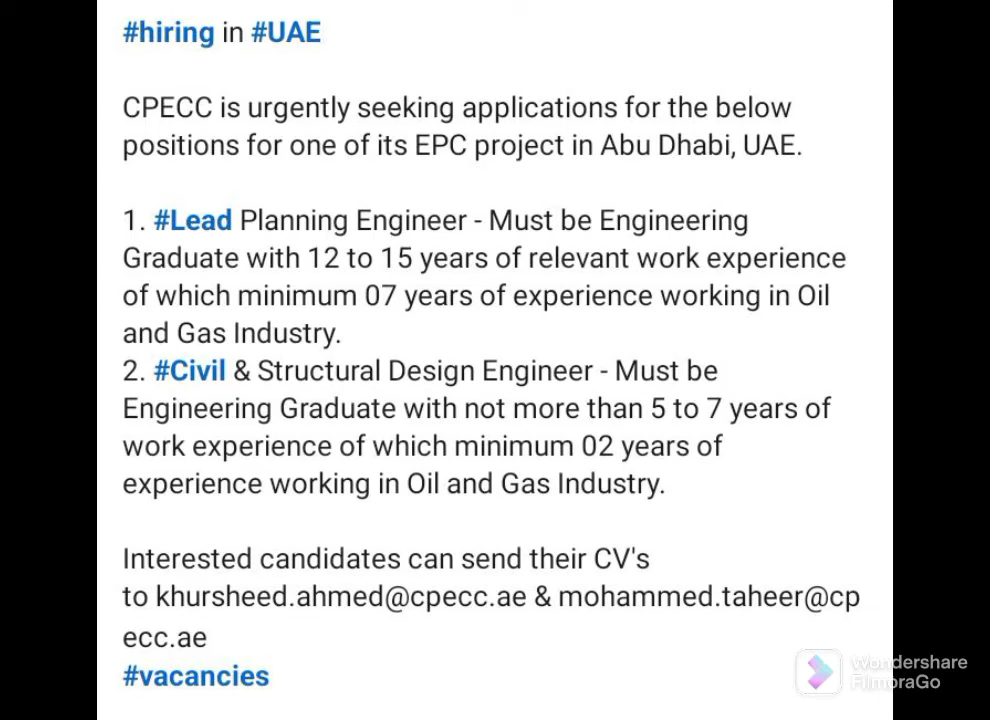 #hiring in #UAE
CPECC is urgently seeking applications for the below
positions for one of its EPC project in Abu Dhabi, UAE.
1. #Lead Planning Engineer - Must be Engineering
Graduate with 12 to 15 years of relevant work experience
of which minimum 07 years of experience working in Oil
and Gas Industry.
2. #Civil & Structural Design Engineer - Must be
Engineering Graduate with not more than 5 to 7 years of
work experience of which minimum 02 years of
experience working in Oil and Gas Industry.
Interested candidates can send their CV's
to khursheed.ahmed@cpecc.ae & mohammed.taheer@cp
ecc.ae
#vacancies
Wondershare
FilmoraGo